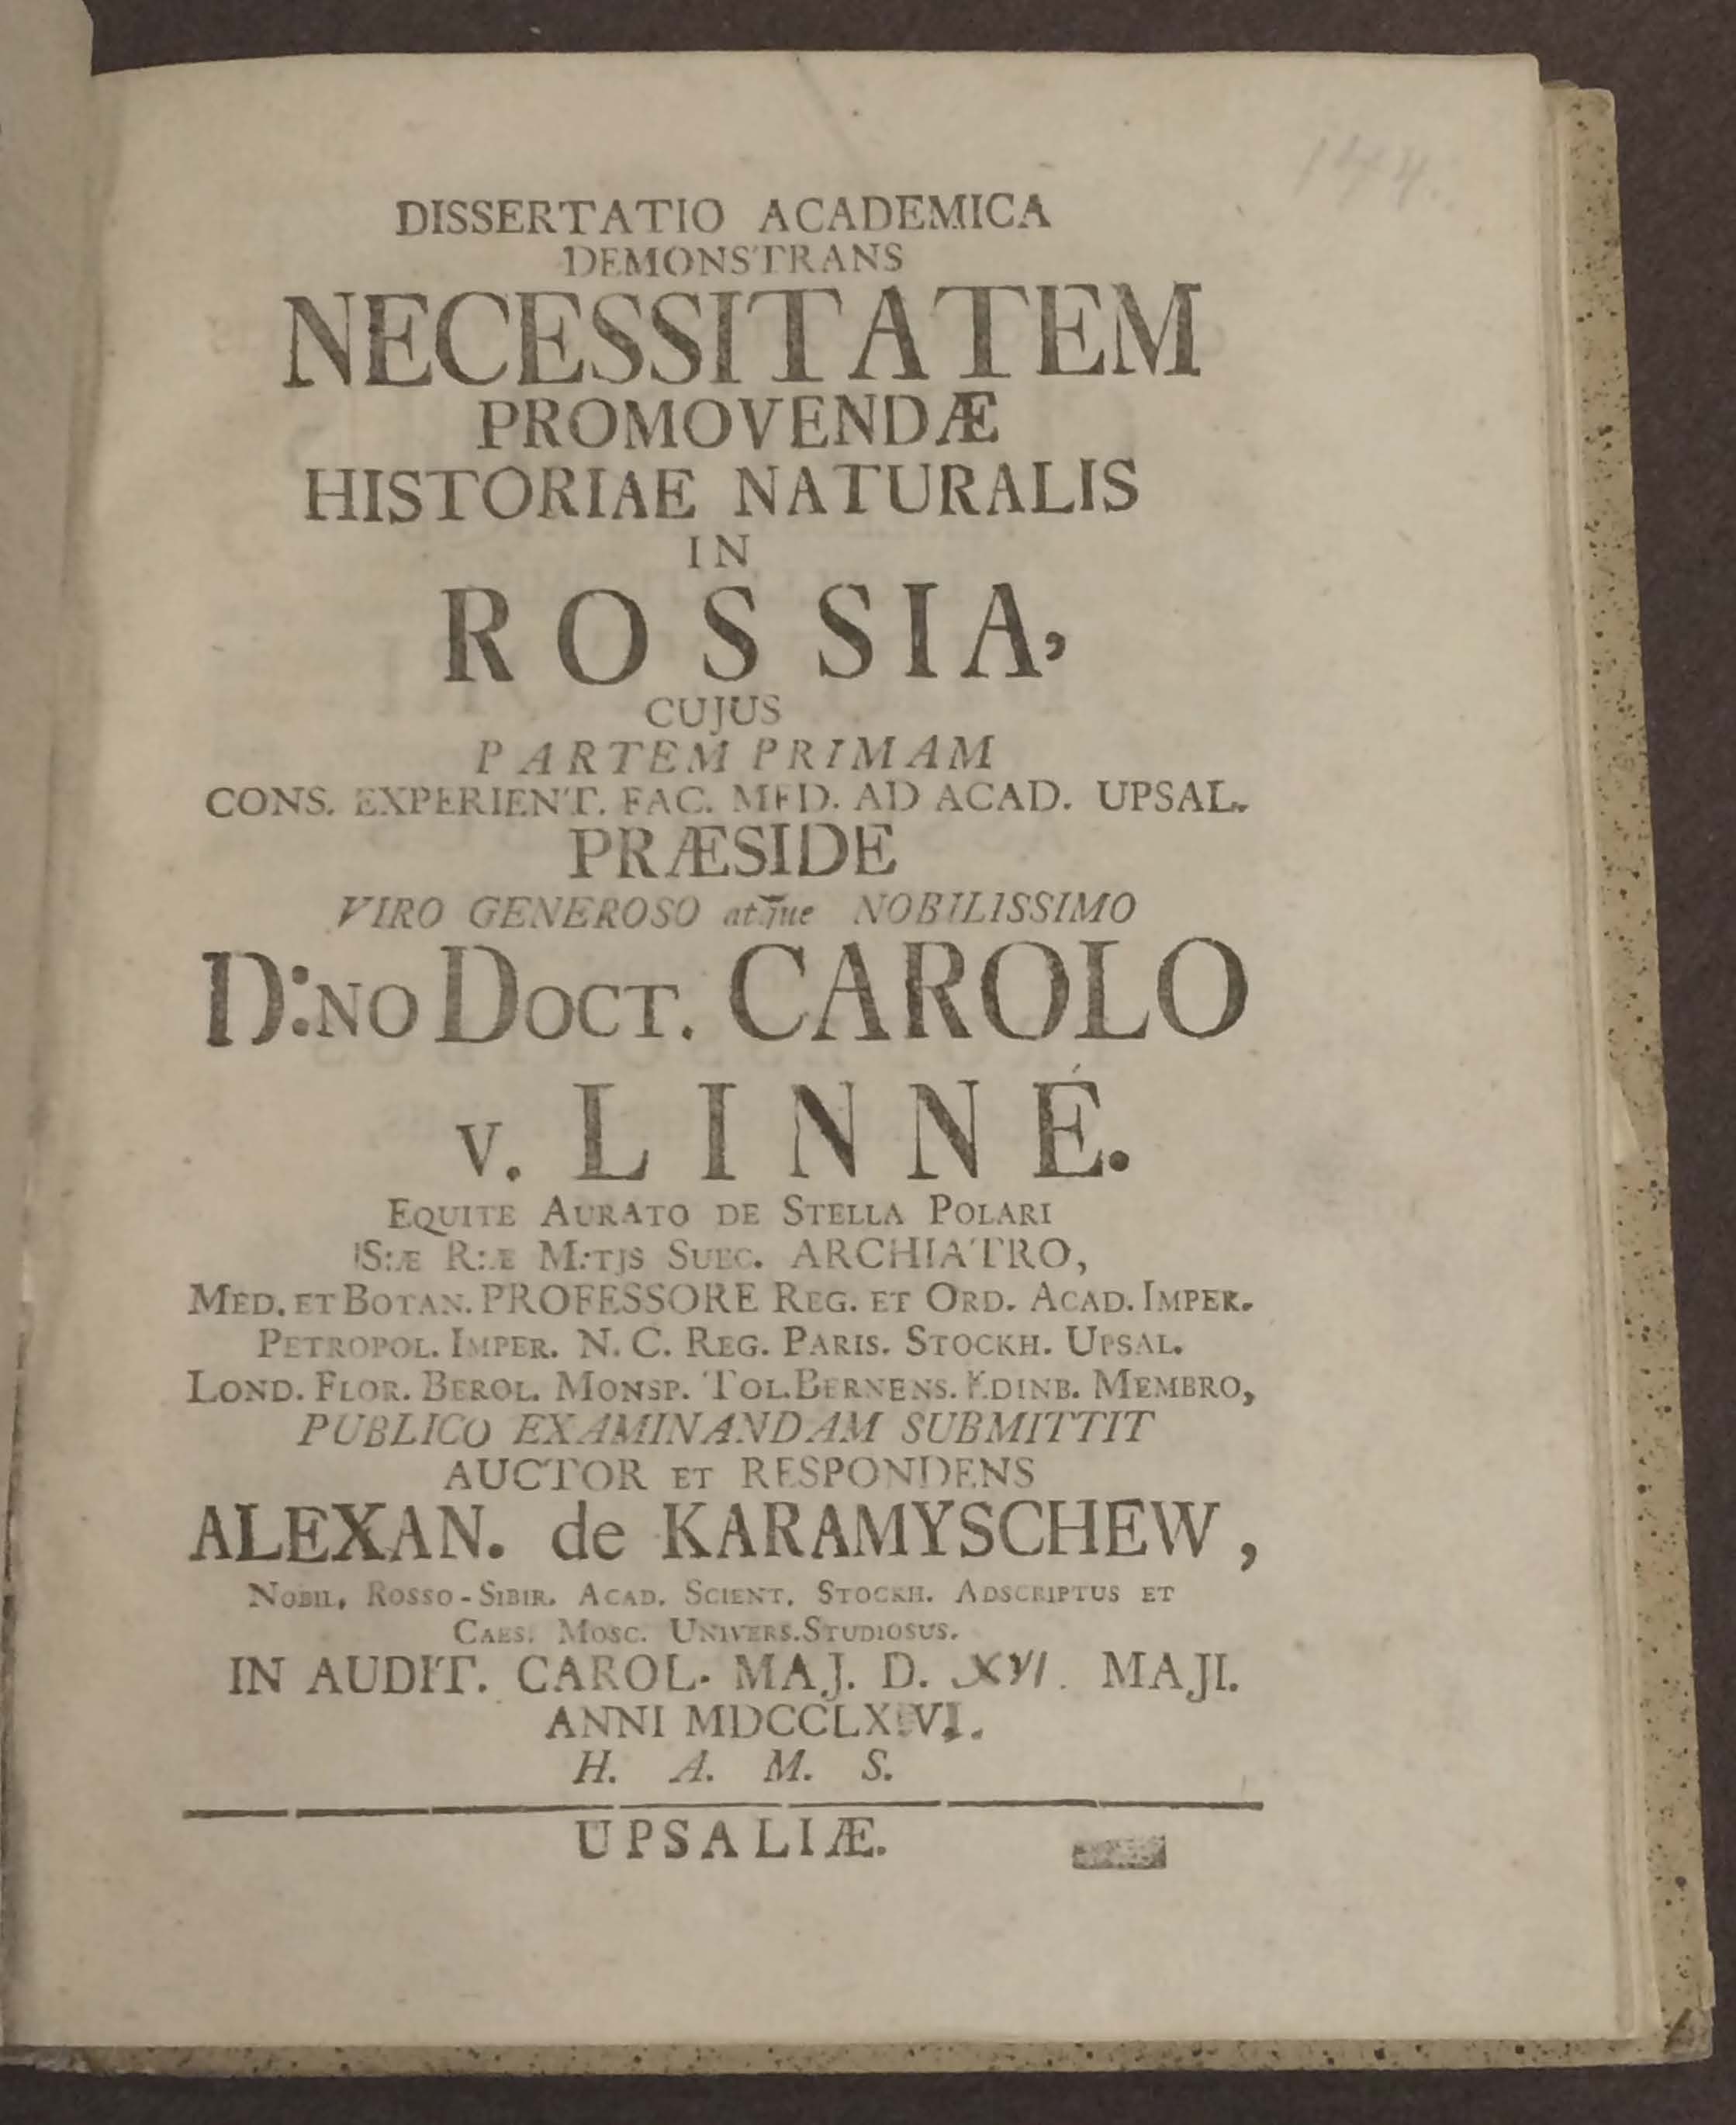 144.
DISSERTATIO ACADEMICA
DEMONSTRANS
NECESSITATEM
PROMOVENDÆ
HISTORIAE NATURALIS
IN
ROSSIA,
CUJUS
PARTEM PRIMAM
CONS. EXPERIENT. FAC. MED. AD ACAD. UPSAL.
PRÆSIDE
VIRO GENEROSO atque NOBILISSIMO
D:NO DOCT. CAROLO
V. LINNÉ.
EQUITE AURATO DE STELLA POLARI
S:Æ R:Æ M:TJS SUEC. ARCHIATRO,
MED. ET BOTAN. PROFESSORE REG. ET ORD. ACAD. IMPER.
PETROPOL. IMPER. N. C. REG. PARIS. STOCKH. UPSAL.
LOND. FLOR. BEROL. MONSP. TOL. BERNENS. EDINB. MEMBRO,
PUBLICO EXAMINANDAM SUBMITTIT
AUCTOR ET RESPONDENS
ALEXAN. de KARAMYSCHEW,
NOBIL. ROSSO-SIBIR. ACAD. SCIENT. STOCKH. ADSCRIPTUS ET
CAES. MOSC. UNIVERS. STUDIOSUS.
IN AUDIT. CAROL. MAJ. D. XVI. MAJI.
ANNI MDCCLXVI.
H. A. M. S.
UPSALIÆ.